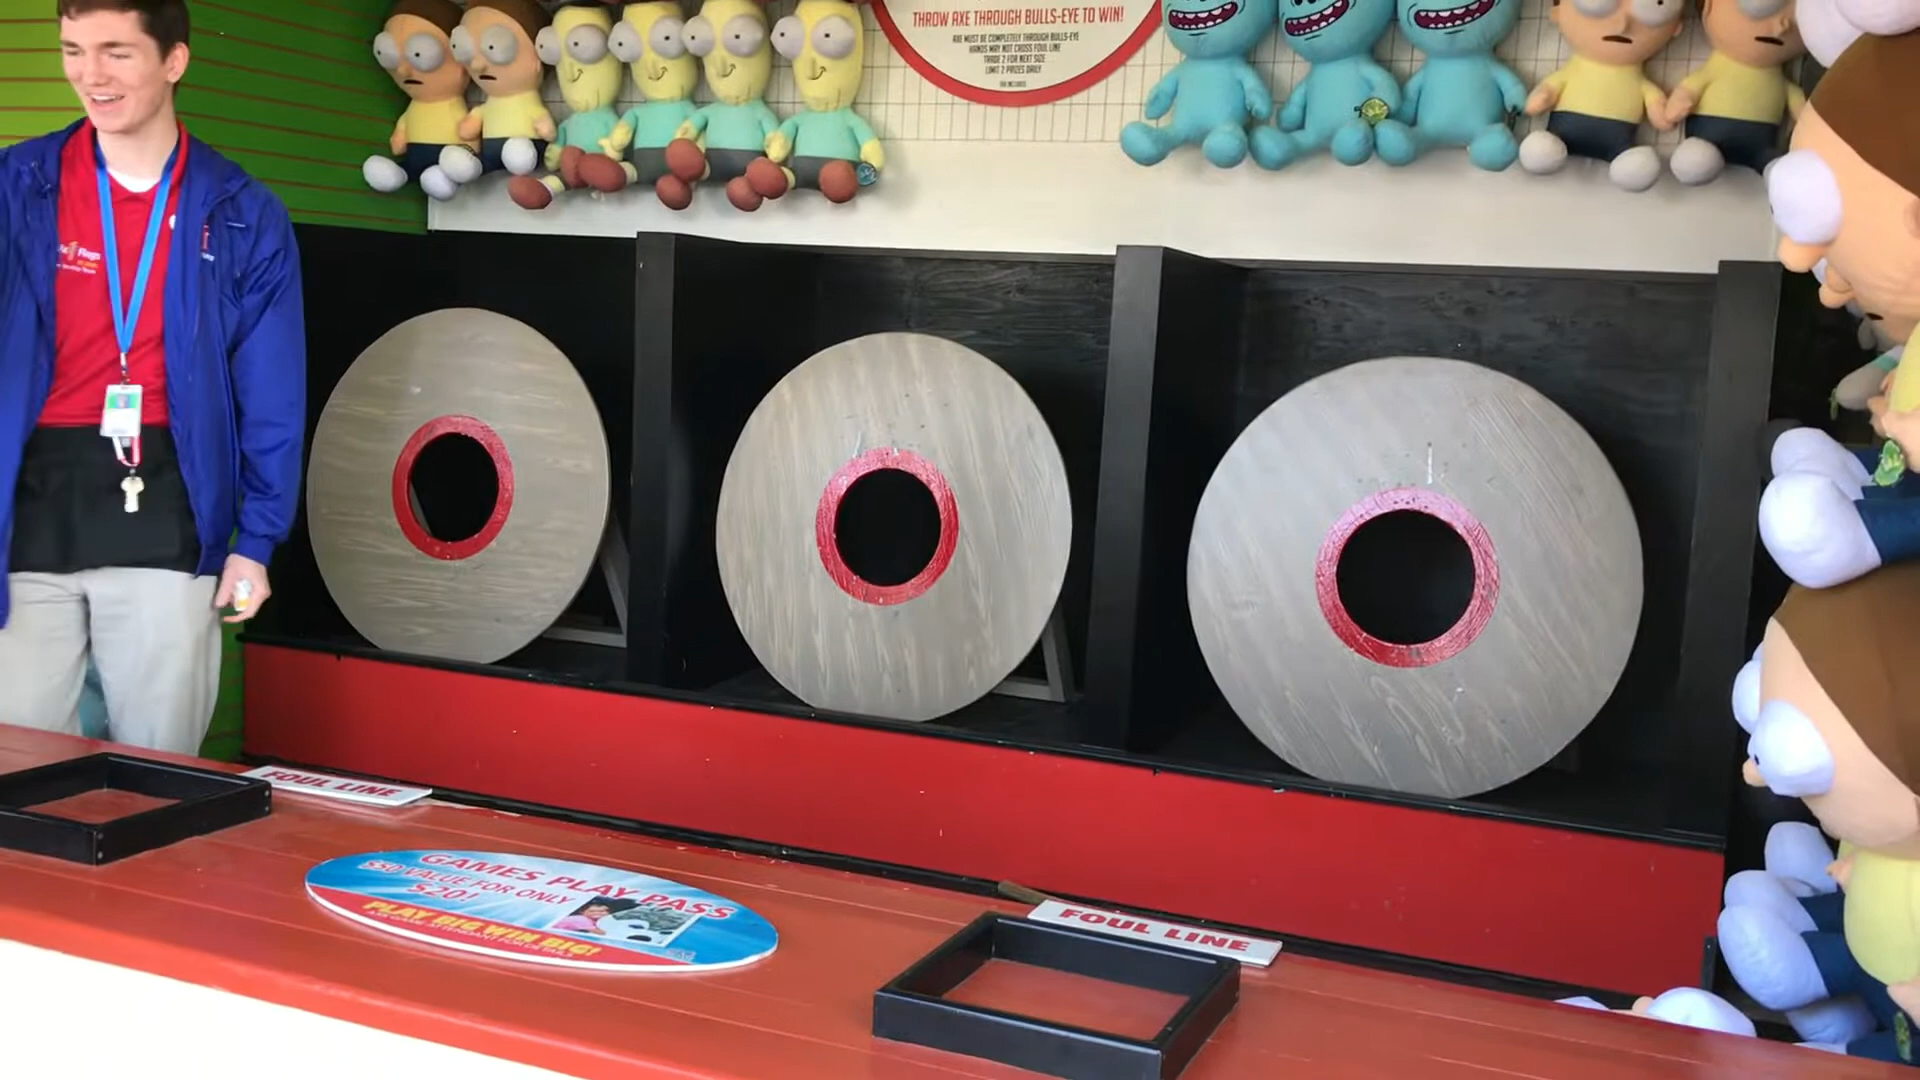 THROW AXE THROUGH BULLS-EYE TO WIN!
AXE MUST BE COMPLETELY THROUGH BULLS-EYE
HANDS MAY NOT CROSS FOUL LINE
TRADE 2 FOR NEXT SIZE
LIMIT 2 PRIZES DAILY
Flags
FOUL LINE
GAMES PLAY PASS
$50 VALUE FOR ONLY
$20!
PLAY BIG, WIN BIG!
FOUL LINE